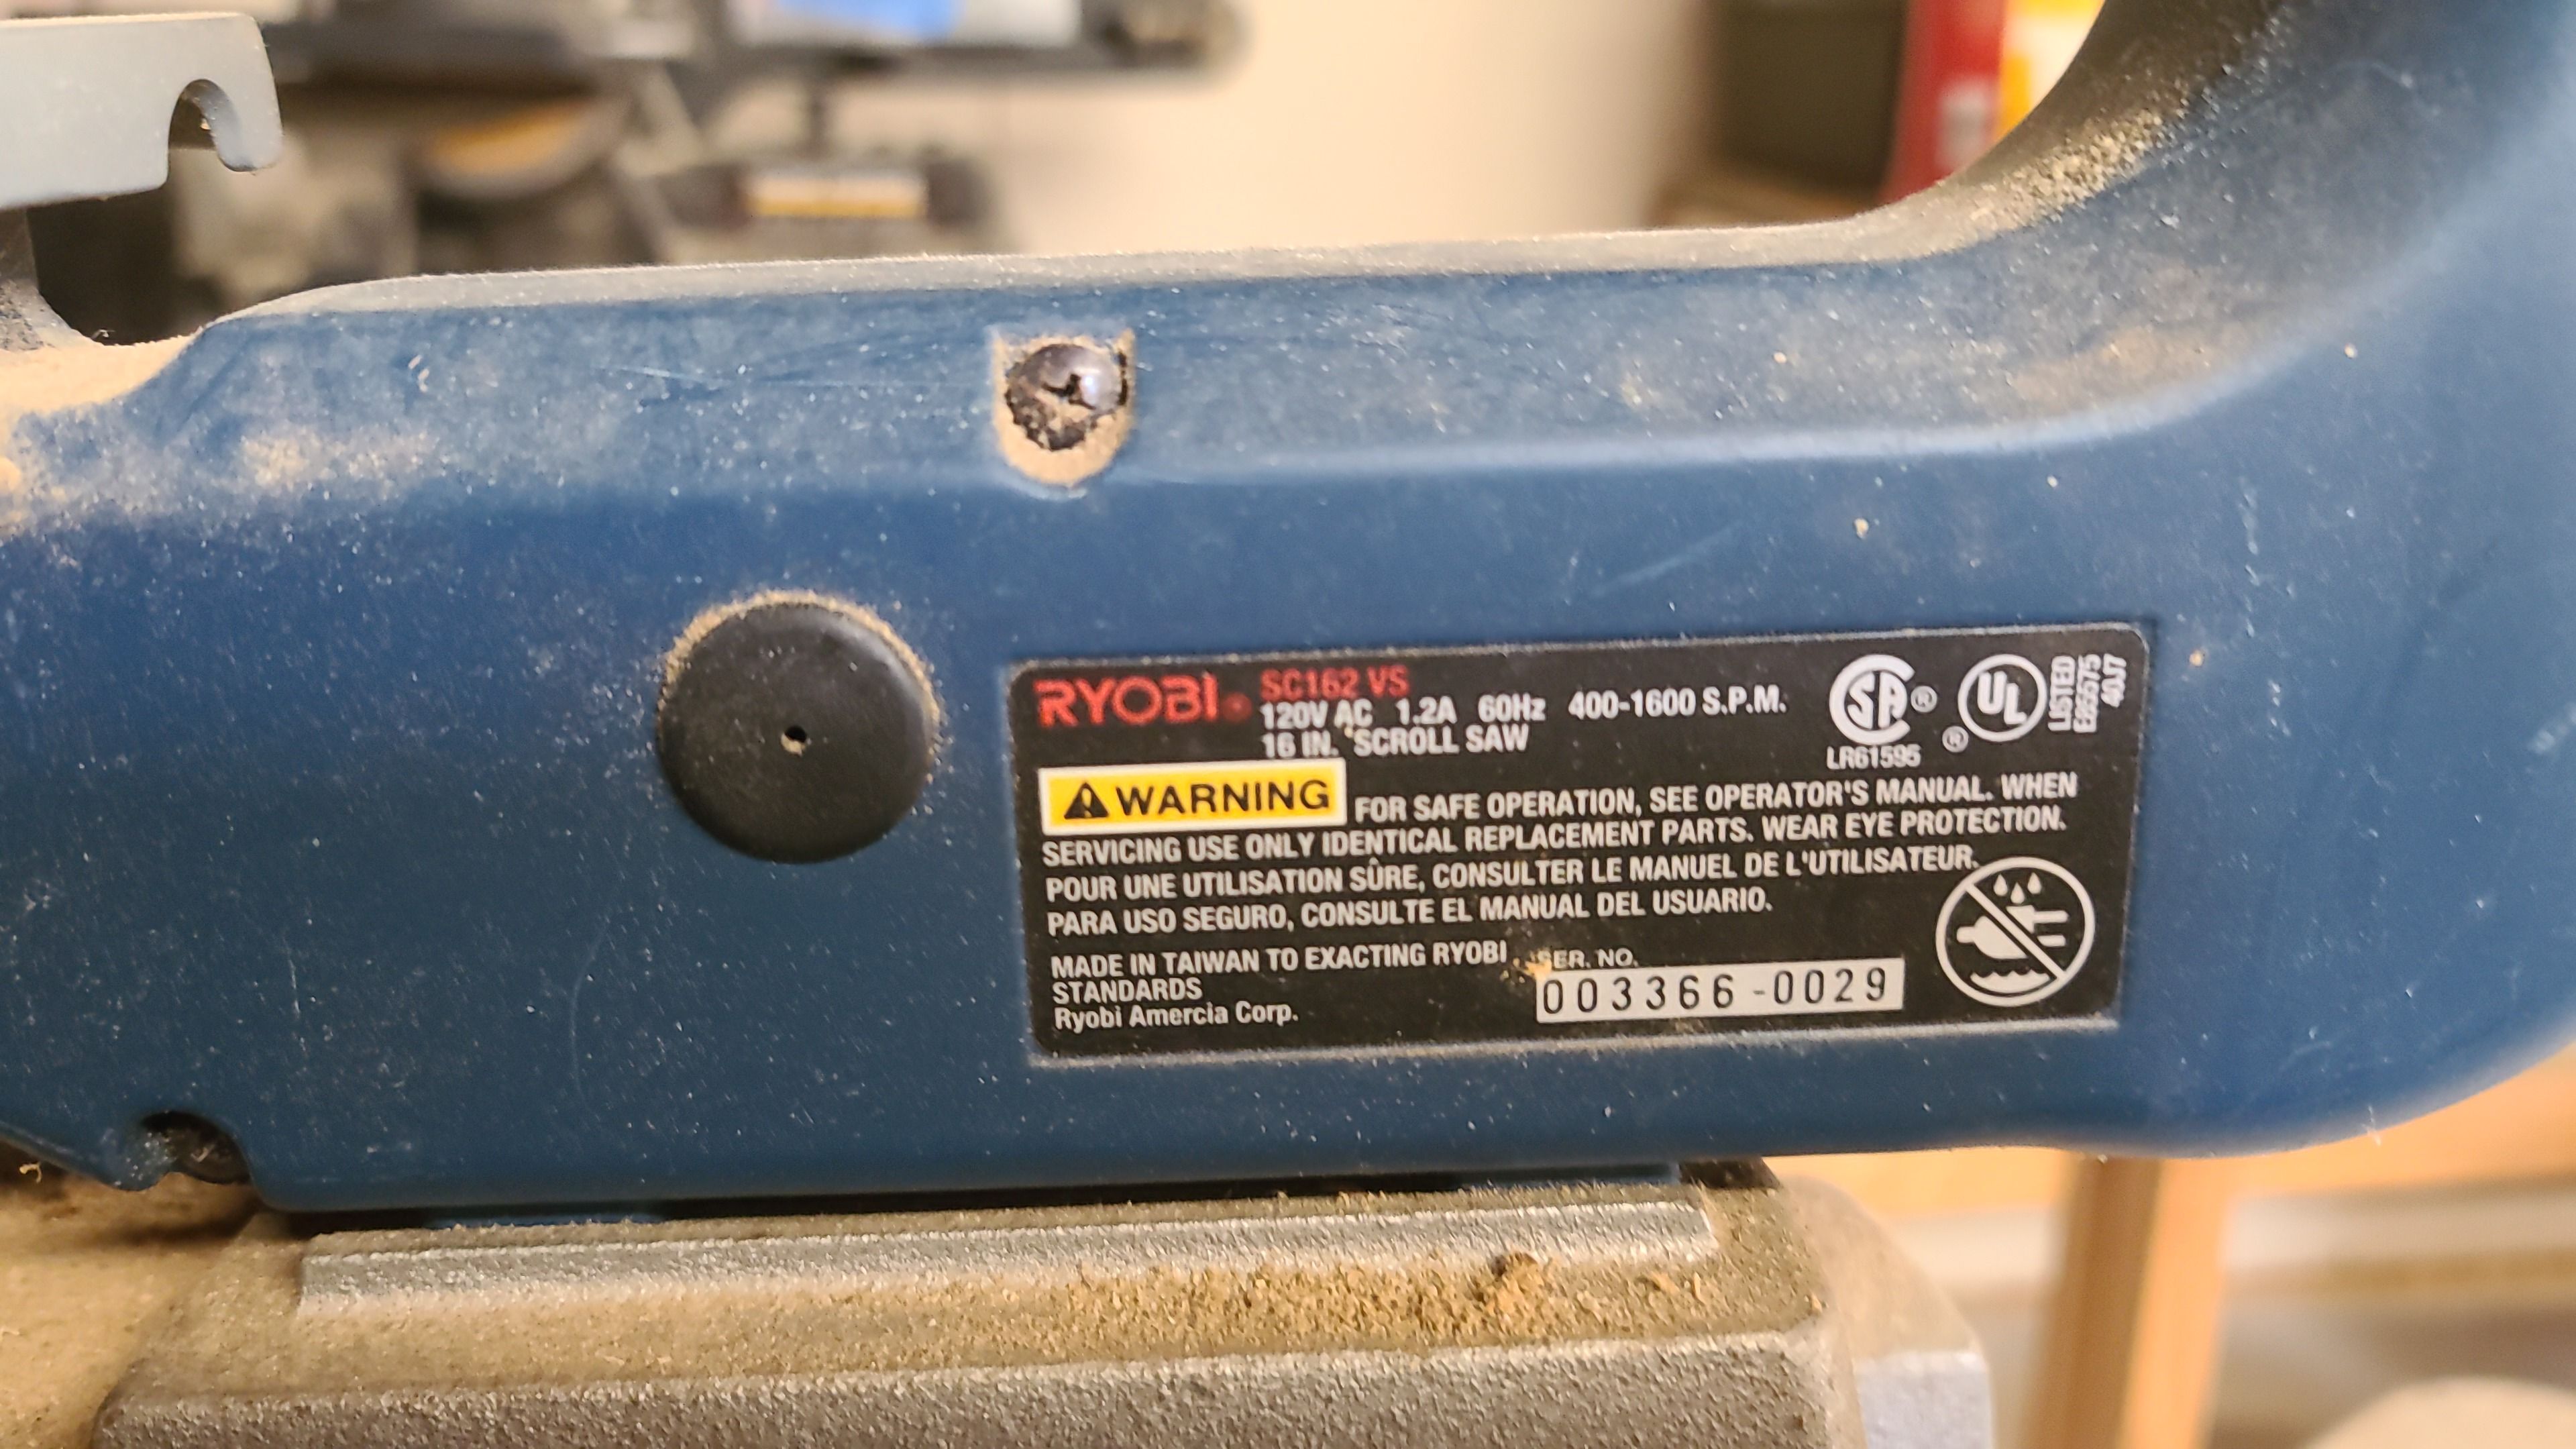 RYOBI® SC162 VS
120V AC 1.2A 60Hz 400-1600 S.P.M.
16 IN. SCROLL SAW
SA ®
LR61595
UL ®
LISTED
E65575
40J7
WARNING FOR SAFE OPERATION, SEE OPERATOR'S MANUAL. WHEN
SERVICING USE ONLY IDENTICAL REPLACEMENT PARTS. WEAR EYE PROTECTION.
POUR UNE UTILISATION SÛRE, CONSULTER LE MANUEL DE L'UTILISATEUR.
PARA USO SEGURO, CONSULTE EL MANUAL DEL USUARIO.
MADE IN TAIWAN TO EXACTING RYOBI
STANDARDS
Ryobi Amercia Corp.
SER. NO.
003366-0029